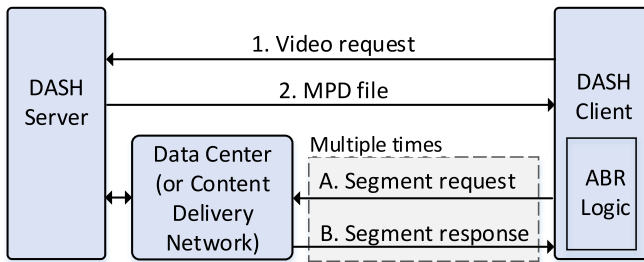 1. Video request
DASH
Server
2. MPD file
DASH
Client
Multiple times
Data Center
(or Content
Delivery
Network)
A. Segment request
B. Segment response
ABR
Logic